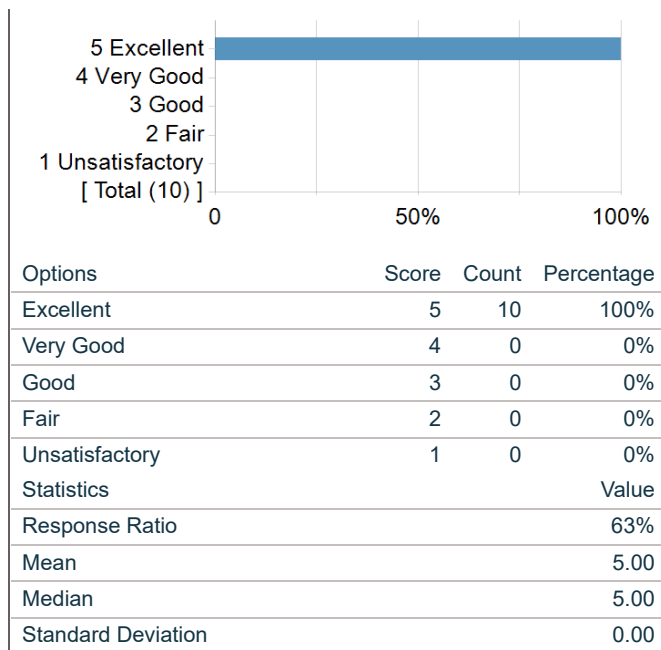 5 Excellent
4 Very Good
3 Good
2 Fair
1 Unsatisfactory
[ Total (10) ]
0 50% 100%
Options Score Count Percentage
Excellent 5 10 100%
Very Good 4 0 0%
Good 3 0 0%
Fair 2 0 0%
Unsatisfactory 1 0 0%
Statistics Value
Response Ratio 63%
Mean 5.00
Median 5.00
Standard Deviation 0.00